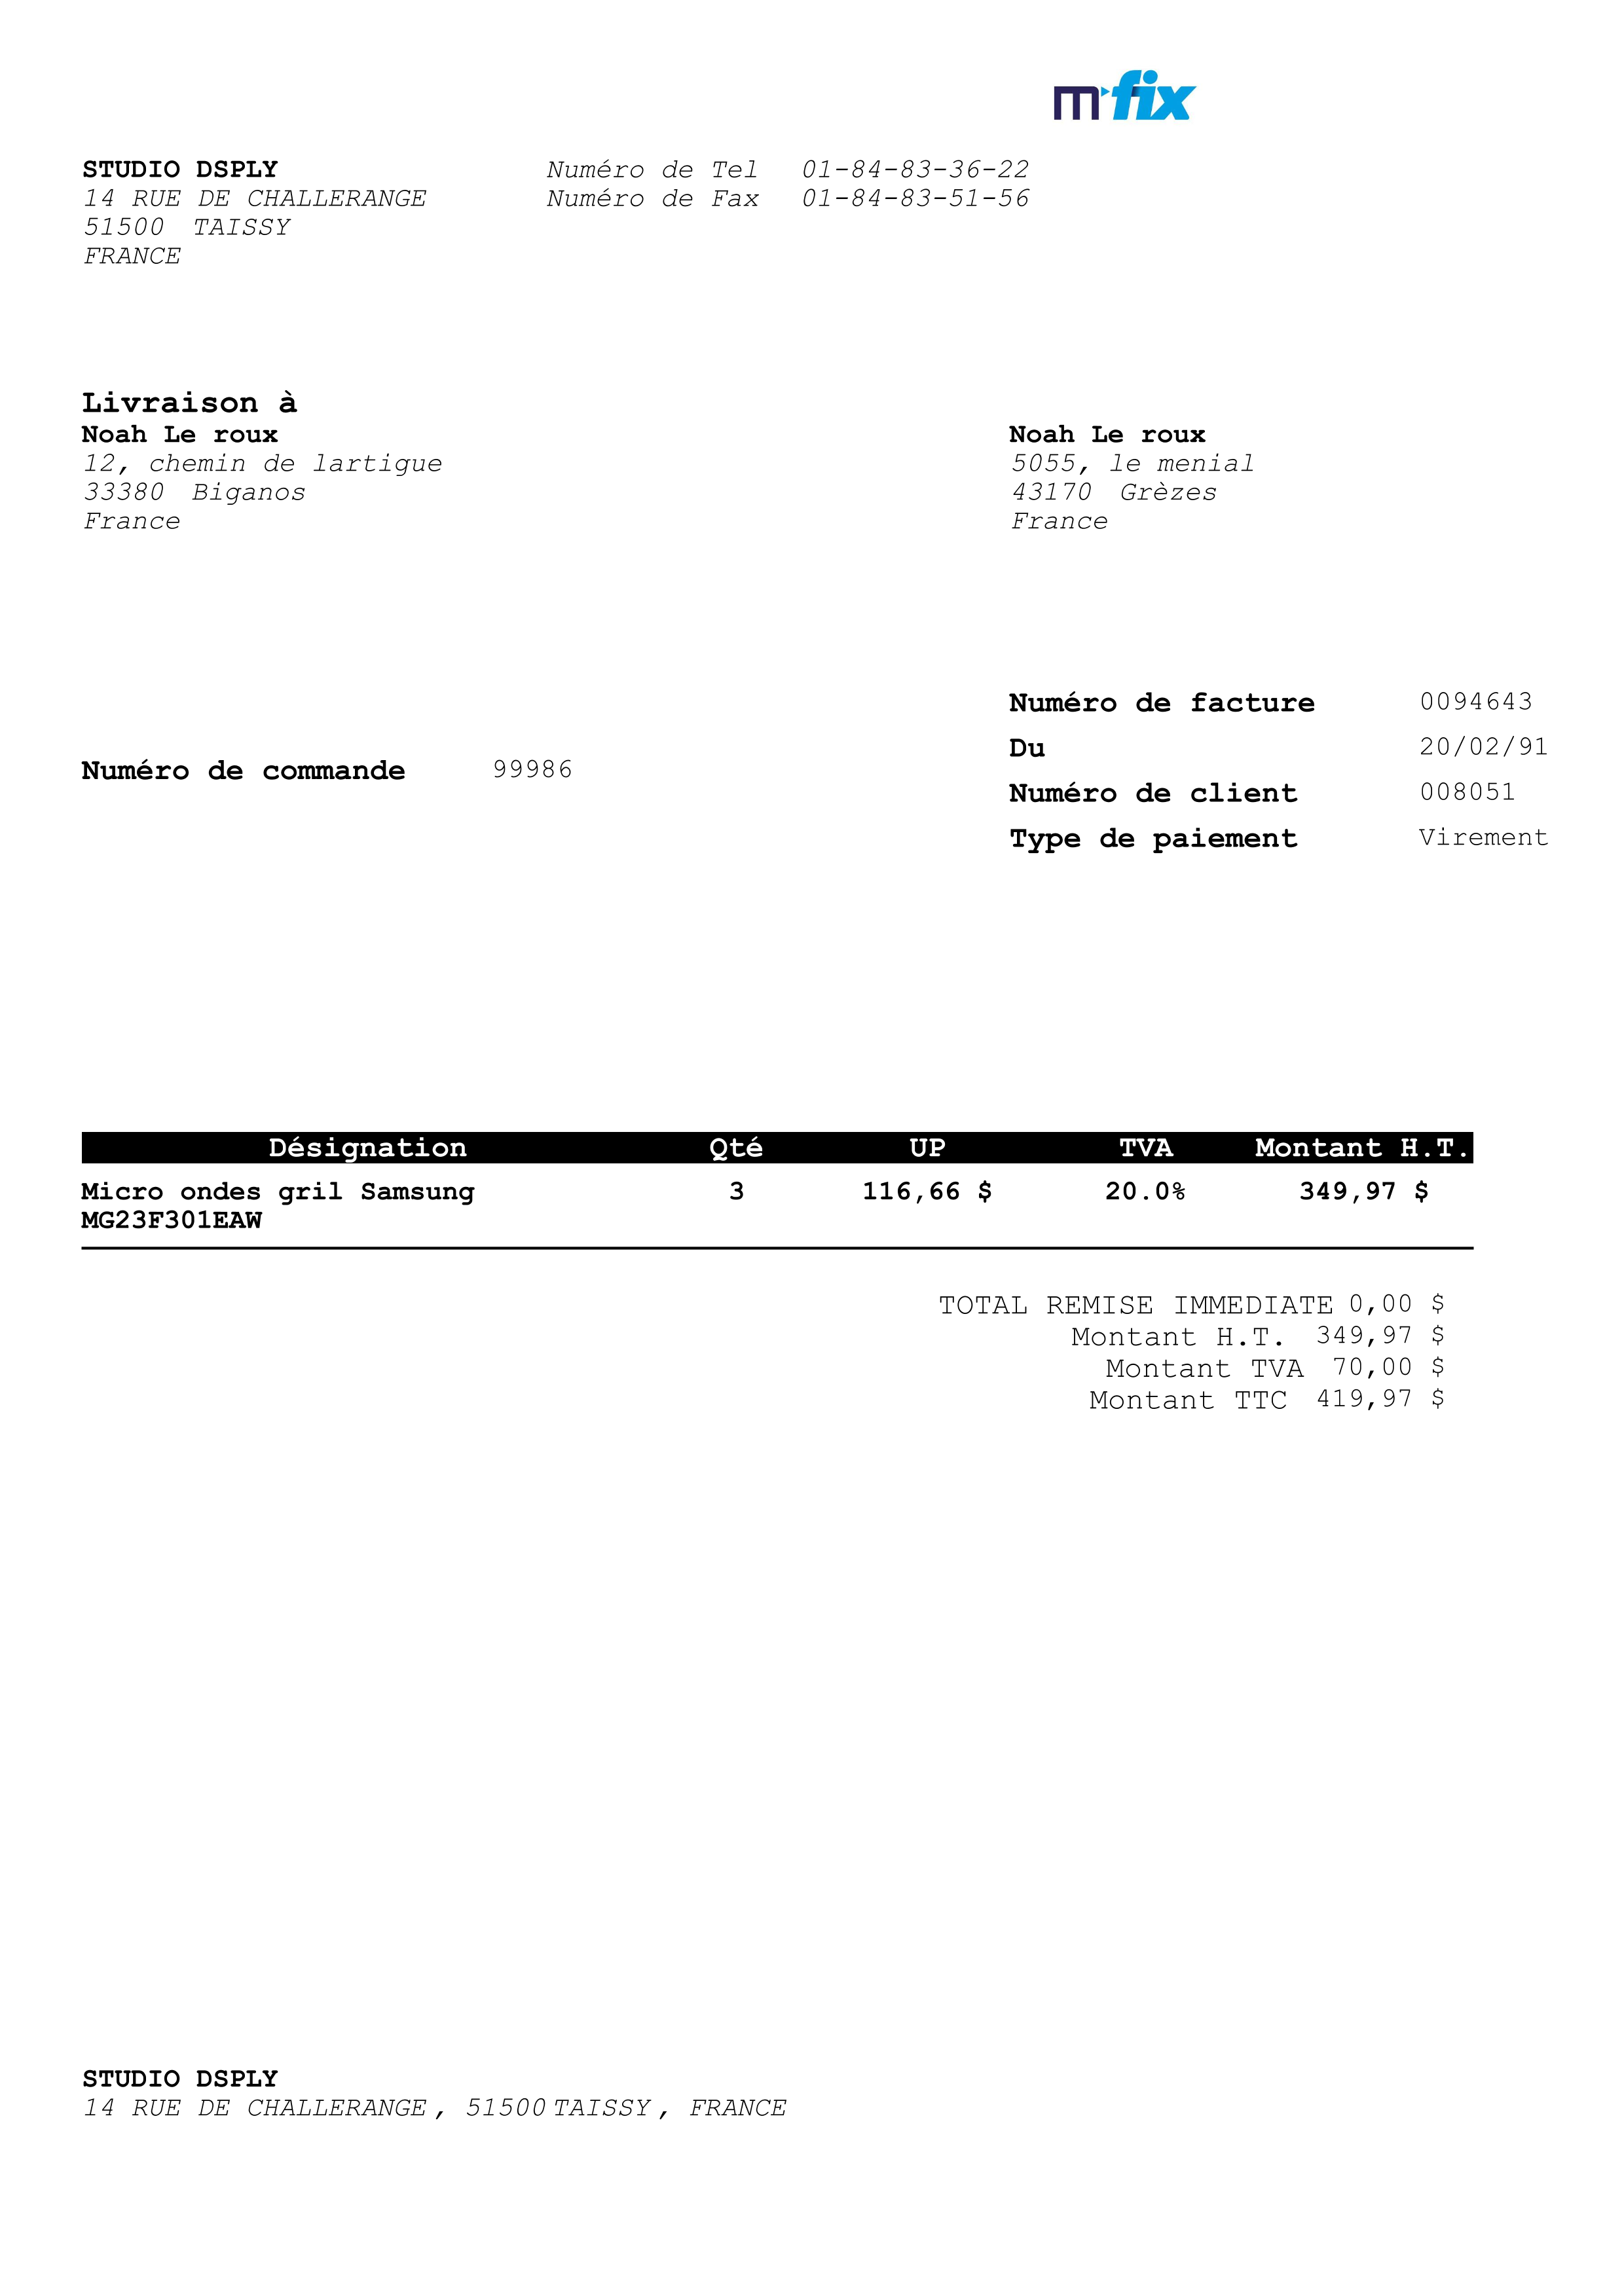 m fix
STUDIO DSPLY
14 RUE DE CHALLERANGE
51500 TAISSY
FRANCE
Numéro de Tel 01-84-83-36-22
Numéro de Fax 01-84-83-51-56
Livraison à
Noah Le roux
12, chemin de lartigue
33380 Biganos
France
Noah Le roux
5055, le menial
43170 Grèzes
France
Numéro de commande 99986
Numéro de facture 0094643
Du 20/02/91
Numéro de client 008051
Type de paiement Virement
Désignation Qté UP TVA Montant H.T.
Micro ondes gril Samsung 3 116,66 $ 20.0% 349,97 $
MG23F301EAW
TOTAL REMISE IMMEDIATE 0,00 $
Montant H.T. 349,97 $
Montant TVA 70,00 $
Montant TTC 419,97 $
STUDIO DSPLY
14 RUE DE CHALLERANGE, 51500 TAISSY, FRANCE